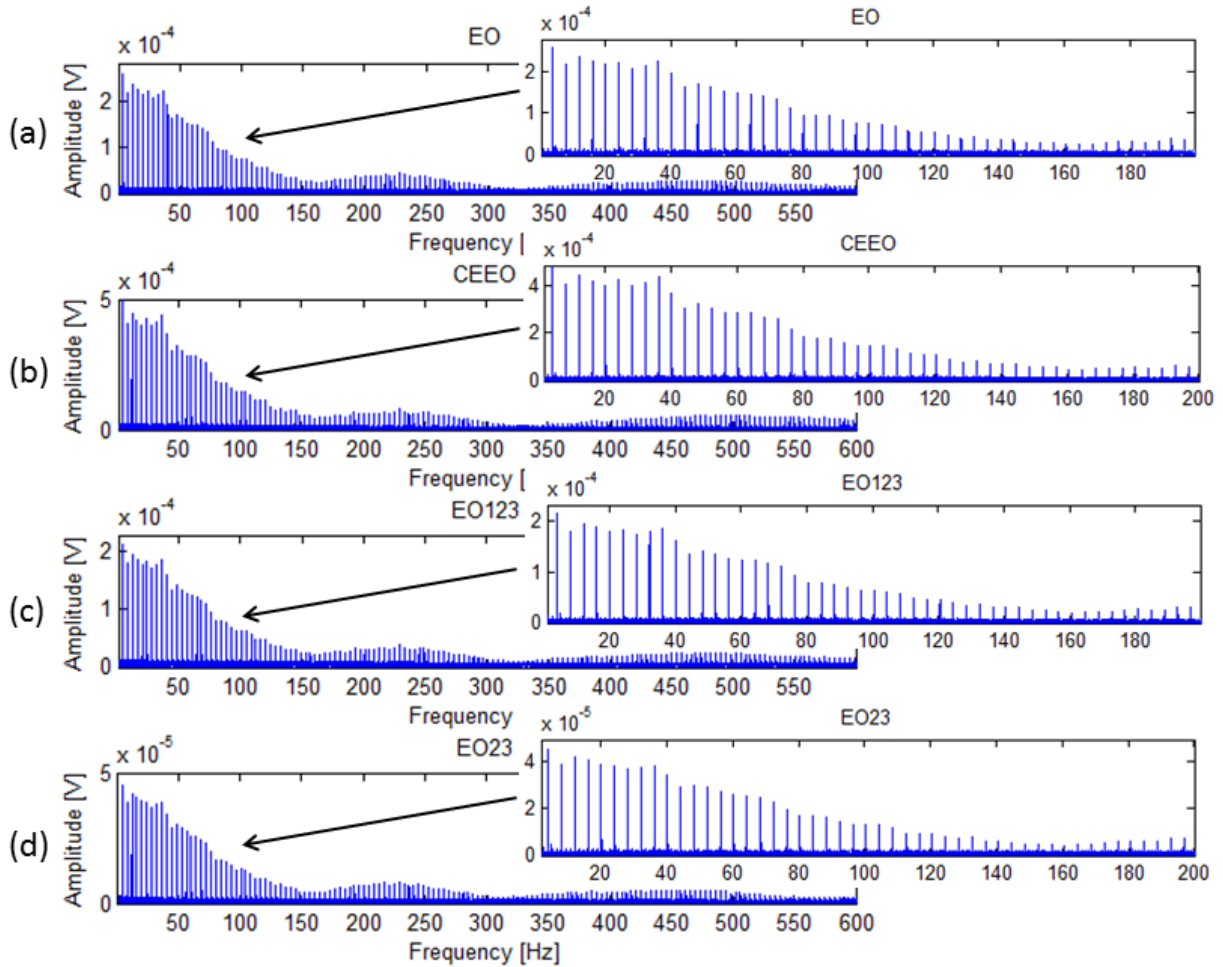 EO
x 10⁻⁴
Amplitude [V]
2
1
0
50 100 150 200 250 300 350 400 450 500 550
Frequency [
EO
x 10⁻⁴
2
1
0
20 40 60 80 100 120 140 160 180
(a)
CEEO
x 10⁻⁴
Amplitude [V]
5
0
50 100 150 200 250 300 350 400 450 500 550 600
Frequency [
CEEO
x 10⁻⁴
4
2
0
20 40 60 80 100 120 140 160 180 200
(b)
EO123
x 10⁻⁴
Amplitude [V]
2
1
0
50 100 150 200 250 300 350 400 450 500 550
Frequency
EO123
x 10⁻⁴
2
1
0
20 40 60 80 100 120 140 160 180
(c)
EO23
x 10⁻⁵
Amplitude [V]
5
0
50 100 150 200 250 300 350 400 450 500 550 600
Frequency [Hz]
EO23
x 10⁻⁵
4
2
0
20 40 60 80 100 120 140 160 180 200
(d)